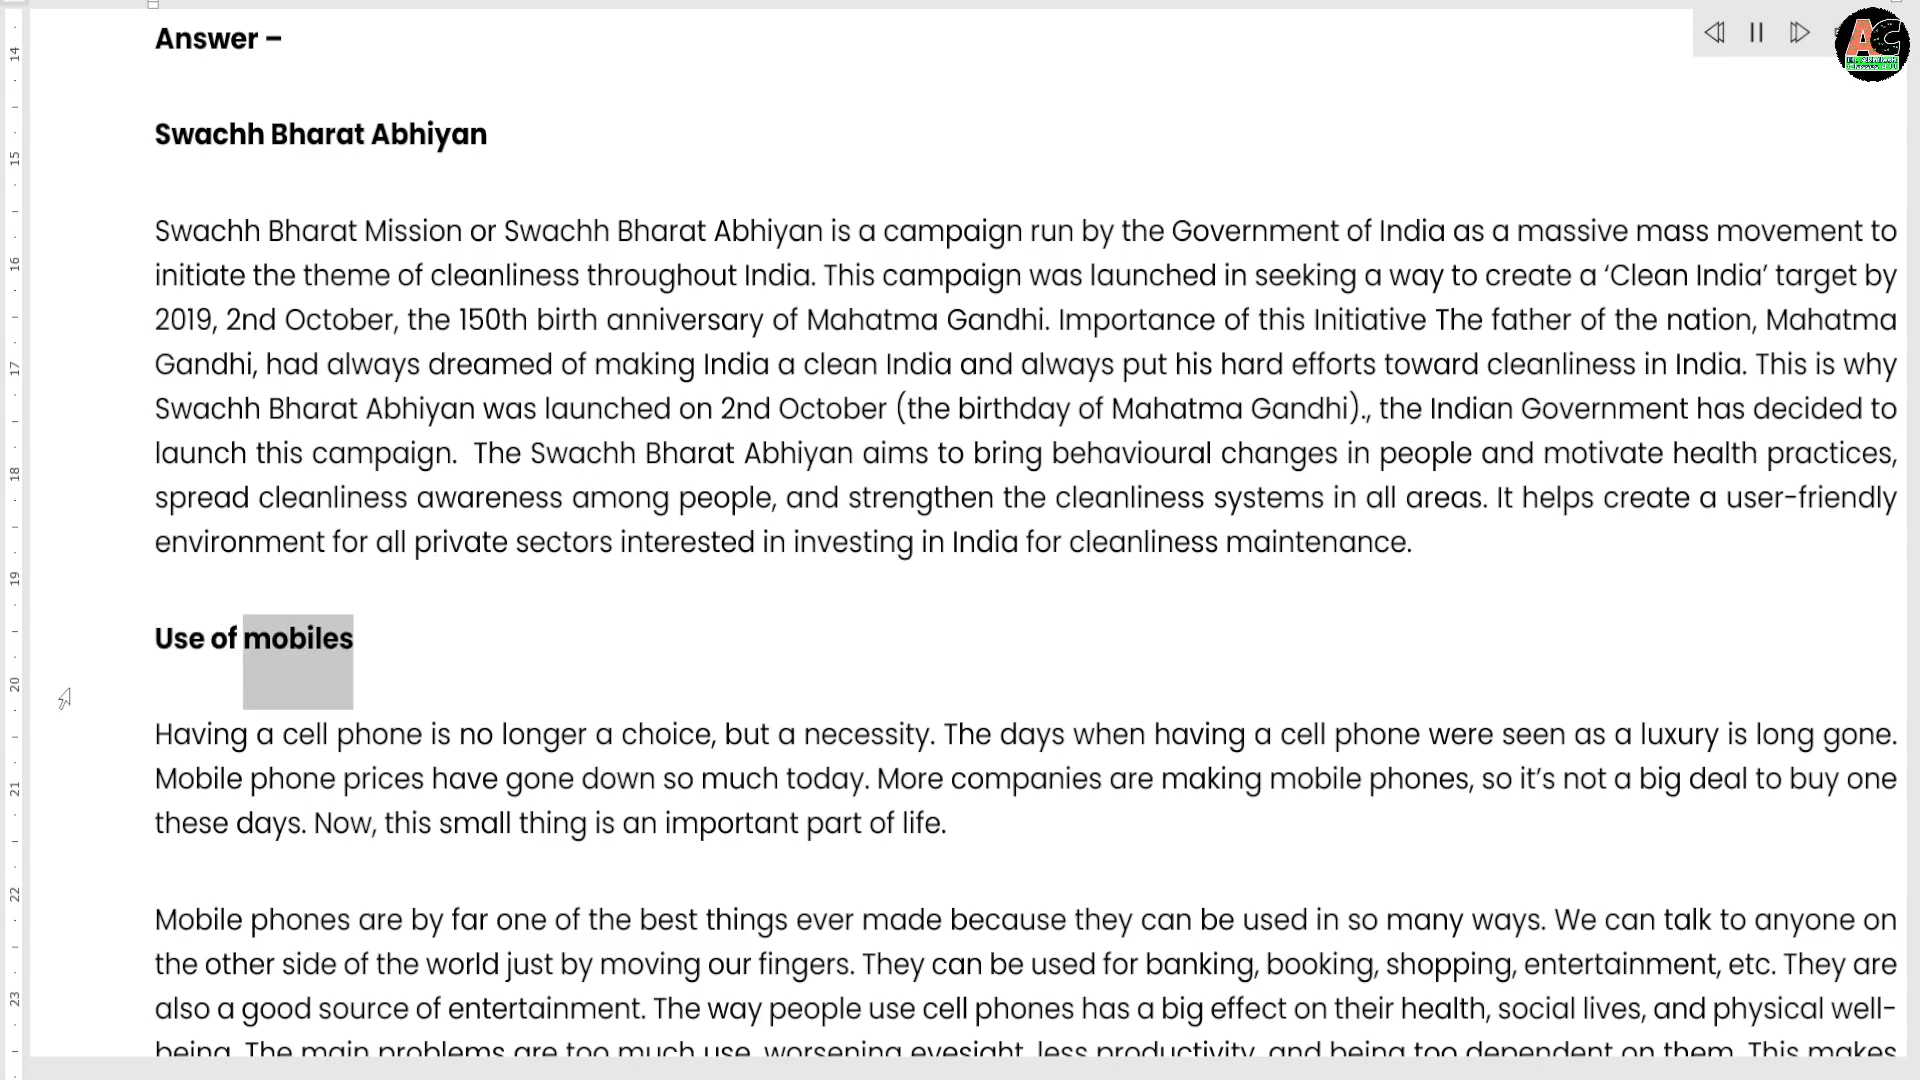 Answer –
Swachh Bharat Abhiyan
Swachh Bharat Mission or Swachh Bharat Abhiyan is a campaign run by the Government of India as a massive mass movement to
initiate the theme of cleanliness throughout India. This campaign was launched in seeking a way to create a ‘Clean India’ target by
2019, 2nd October, the 150th birth anniversary of Mahatma Gandhi. Importance of this Initiative The father of the nation, Mahatma
Gandhi, had always dreamed of making India a clean India and always put his hard efforts toward cleanliness in India. This is why
Swachh Bharat Abhiyan was launched on 2nd October (the birthday of Mahatma Gandhi)., the Indian Government has decided to
launch this campaign.  The Swachh Bharat Abhiyan aims to bring behavioural changes in people and motivate health practices,
spread cleanliness awareness among people, and strengthen the cleanliness systems in all areas. It helps create a user-friendly
environment for all private sectors interested in investing in India for cleanliness maintenance.
Use of mobiles
Having a cell phone is no longer a choice, but a necessity. The days when having a cell phone were seen as a luxury is long gone.
Mobile phone prices have gone down so much today. More companies are making mobile phones, so it’s not a big deal to buy one
these days. Now, this small thing is an important part of life.
Mobile phones are by far one of the best things ever made because they can be used in so many ways. We can talk to anyone on
the other side of the world just by moving our fingers. They can be used for banking, booking, shopping, entertainment, etc. They are
also a good source of entertainment. The way people use cell phones has a big effect on their health, social lives, and physical well-
being. The main problems are too much use, worsening eyesight, less productivity, and being too dependent on them. This makes
14
15
16
17
18
19
20
21
22
23
AC